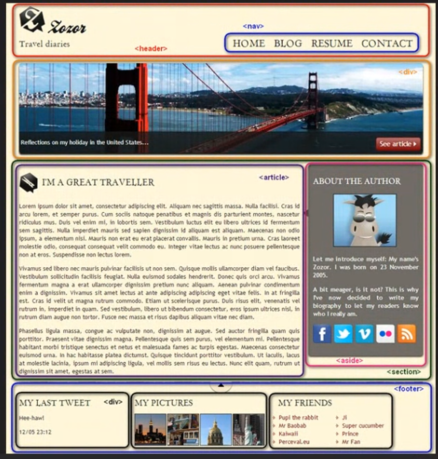 Zozor
Travel diaries
<header>
<nav>
HOME BLOG RESUME CONTACT
<div>
Reflections on my holiday in the United States...
See article
I'M A GREAT TRAVELLER
<article>
Lorem ipsum dolor sit amet, consectetur adipiscing elit. Aliquam nec sagittis massa. Nulla facilisi. Cras id
arcu lorem, et semper purus. Cum sociis natoque penatibus et magnis dis parturient montes, nascetur
ridiculus mus. Duis vel enim mi, in lobortis sem. Vestibulum luctus elit eu libero ultrices id fermentum
sem sagittis. Nulla imperdiet mauris sed sapien dignissim id aliquam est aliquam. Maecenas non odio
ipsum, a elementum nisi. Mauris non erat eu erat placerat convallis. Mauris in pretium urna. Cras laoreet
molestie odio, consequat consequat velit commodo eu. Integer vitae lectus ac nunc posuere pellentesque
non at eros. Suspendisse non lectus lorem.
Vivamus sed libero nec mauris pulvinar facilisis ut non sem. Quisque mollis ullamcorper diam vel faucibus.
Vestibulum sollicitudin facilisis feugiat. Nulla euismod sodales hendrerit. Donec quis orci arcu. Vivamus
fermentum magna a erat ullamcorper dignissim pretium nunc aliquam. Aenean pulvinar condimentum
enim a dignissim. Vivamus sit amet lectus at ante adipiscing adipiscing eget vitae felis. In at fringilla
est. Cras id velit ut magna rutrum commodo. Etiam ut scelerisque purus. Duis risus elit, venenatis vel
rutrum in, imperdiet in quam. Sed vestibulum, libero ut bibendum consectetur, eros ipsum ultrices nisl, in
rutrum diam augue non tortor. Fusce nec massa et risus dapibus aliquam vitae nec diam.
Phasellus ligula massa, congue ac vulputate non, dignissim at augue. Sed auctor fringilla quam quis
porttitor. Praesent vitae dignissim magna. Pellentesque quis sem purus, vel elementum mi. Pellentesque
habitant morbi tristique senectus et netus et malesuada fames ac turpis egestas. Maecenas consectetur
euismod urna. In hac habitasse platea dictumst. Quisque tincidunt porttitor vestibulum. Ut iaculis, lacus
at molestie lacinia, ipsum mi adipiscing ligula, vel mollis sem risus eu lectus. Nunc elit quam, rutrum ut
dignissim sit amet, egestas at sem.
ABOUT THE AUTHOR
Let me introduce myself: My name's
Zozor. I was born on 23 November
2005.
A bit meager, is it not? This is why
I've now decided to write my
biography to let my readers know
who I really am.
<aside>
<section>
<footer>
MY LAST TWEET <div>
Hee-haw!
12/05 23:12
MY PICTURES
MY FRIENDS
Pupi the rabbit
Mr Baobab
Kaiwaii
Perceval.eu
Ji
Super cucumber
Prince
Mr Fan